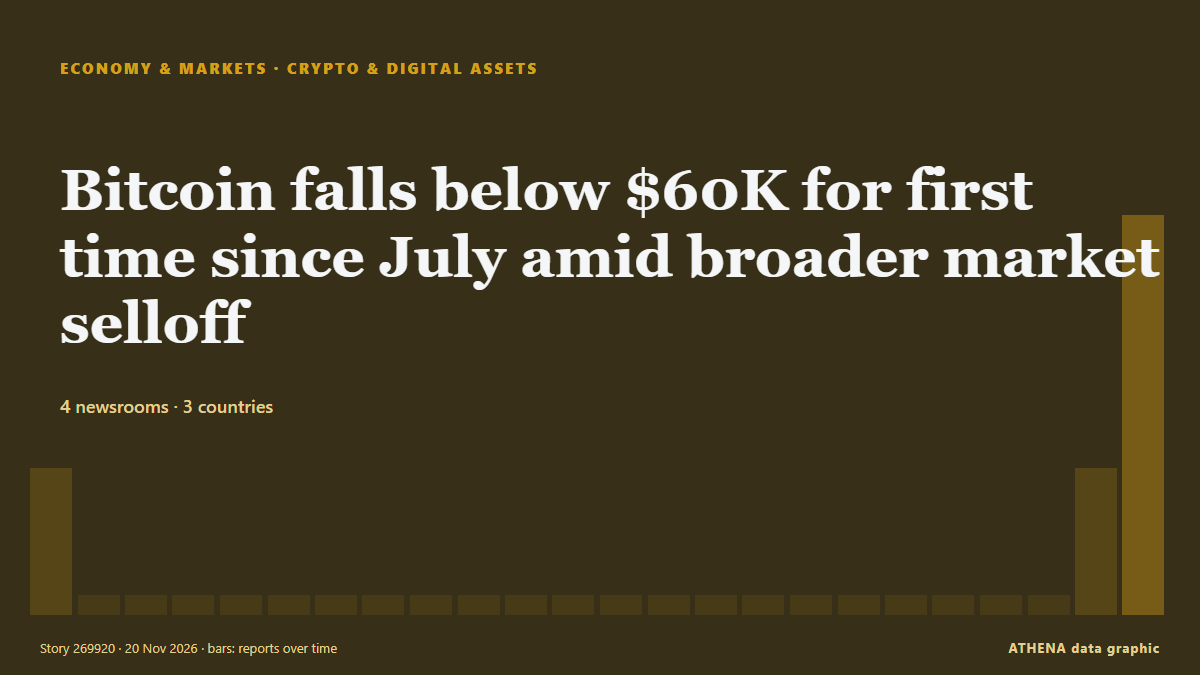 ECONOMY & MARKETS · CRYPTO & DIGITAL ASSETS
Bitcoin falls below $60K for first
time since July amid broader market
selloff
4 newsrooms · 3 countries
Story 269920 · 20 Nov 2026 · bars: reports over time
ATHENA data graphic